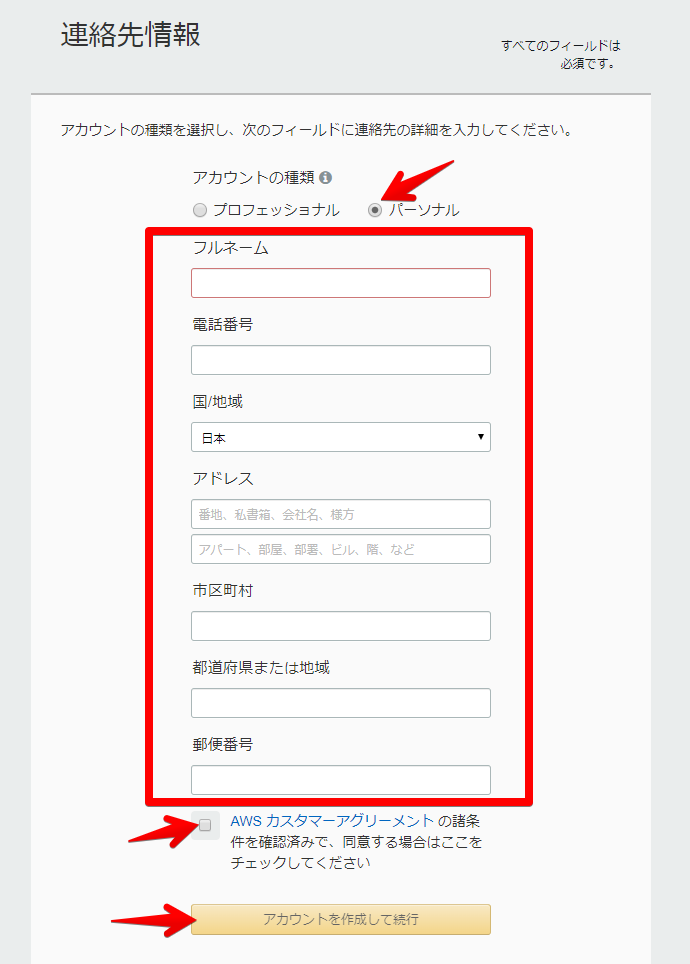 連絡先情報
すべてのフィールドは
必須です。
アカウントの種類を選択し、次のフィールドに連絡先の詳細を入力してください。
アカウントの種類
プロフェッショナル パーソナル
フルネーム
電話番号
国/地域
日本
アドレス
番地、私書箱、会社名、様方
アパート、部屋、部署、ビル、階、など
市区町村
都道府県または地域
郵便番号
AWS カスタマーアグリーメント の諸条
件を確認済みで、同意する場合はここを
チェックしてください
アカウントを作成して続行